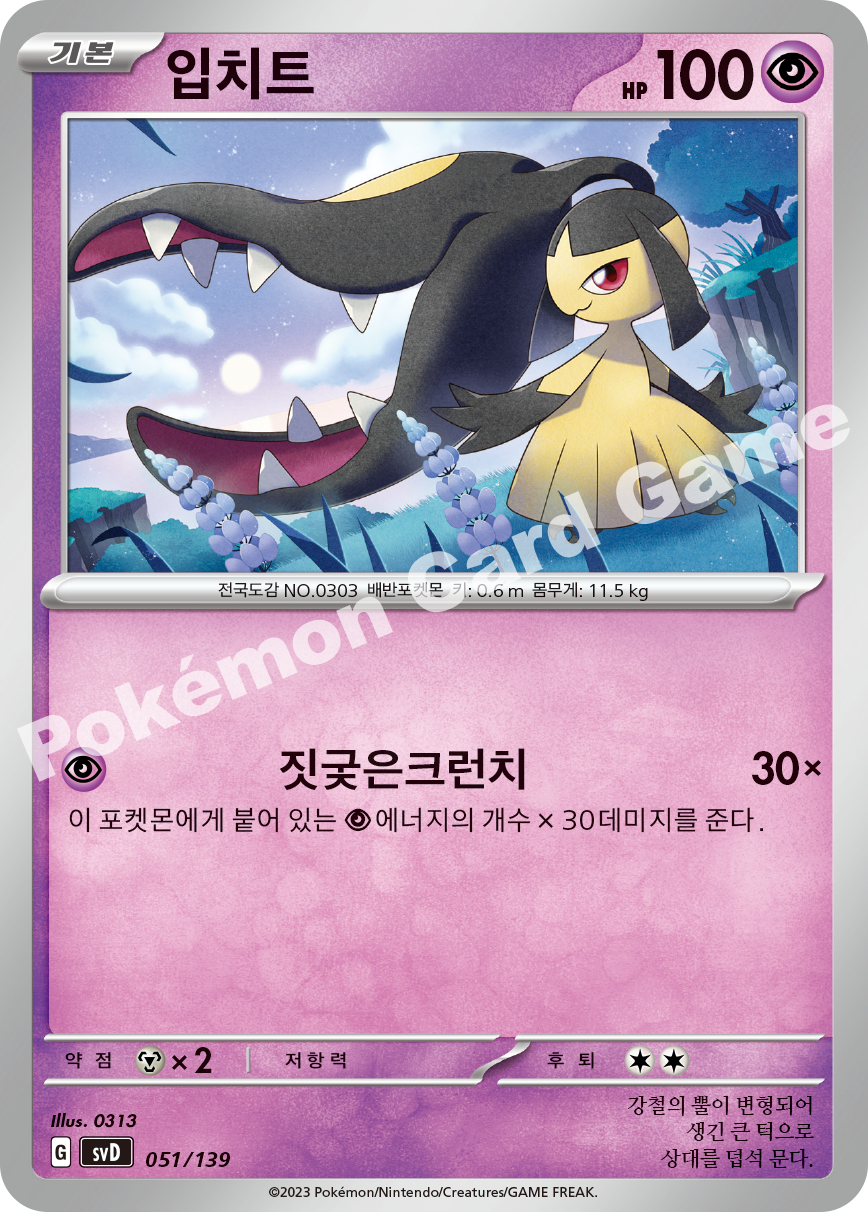 기본
입치트
HP 100
전국도감 NO.0303 배반포켓몬 키: 0.6 m 몸무게: 11.5 kg
Pokémon Card Game
짓궂은크런치 30×
이 포켓몬에게 붙어 있는 에너지의 개수 × 30데미지를 준다.
약점 ×2 저항력 후퇴
강철의 뿔이 변형되어
생긴 큰 턱으로
상대를 덥석 문다.
Illus. 0313
G svD 051/139
©2023 Pokémon/Nintendo/Creatures/GAME FREAK.